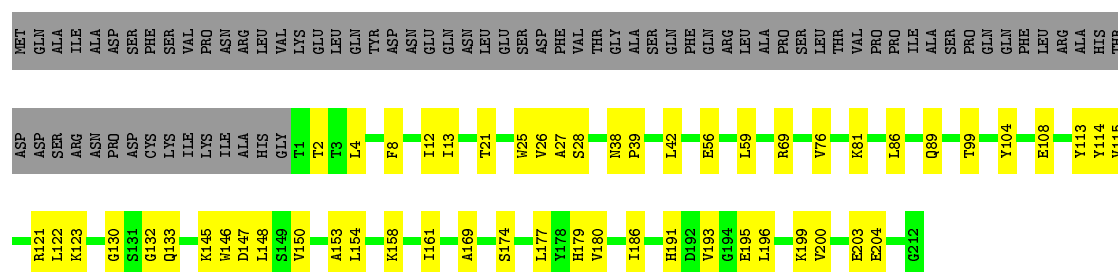 MET GLN ALA ILE ALA ASP SER PHE SER VAL PRO ASN ARG LEU VAL LYS GLU LEU GLN TYR ASP ASN GLU GLN ASN LEU GLU SER ASP PHE VAL THR GLY ALA SER GLN PHE GLN ARG LEU ALA PRO SER LEU THR VAL PRO PRO ILE ALA SER PRO GLN GLN PHE LEU ARG ALA HIS THR
ASP ASP SER ARG ASN PRO ASP CYS LYS ILE LYS ILE ALA HIS GLY T1 T2 T3 L4 F8 I12 I13 T21 W25 V26 A27 S28 N38 P39 L42 E56 L59 R69 V76 K81 L86 Q89 T99 Y104 E108 Y113 Y114 V115
R121 L122 K123 G130 S131 G132 Q133 K145 W146 D147 L148 S149 V150 A153 L154 K158 I161 A169 S174 L177 Y178 H179 V180 I186 H191 D192 V193 G194 E195 L196 K199 V200 E203 E204 G212